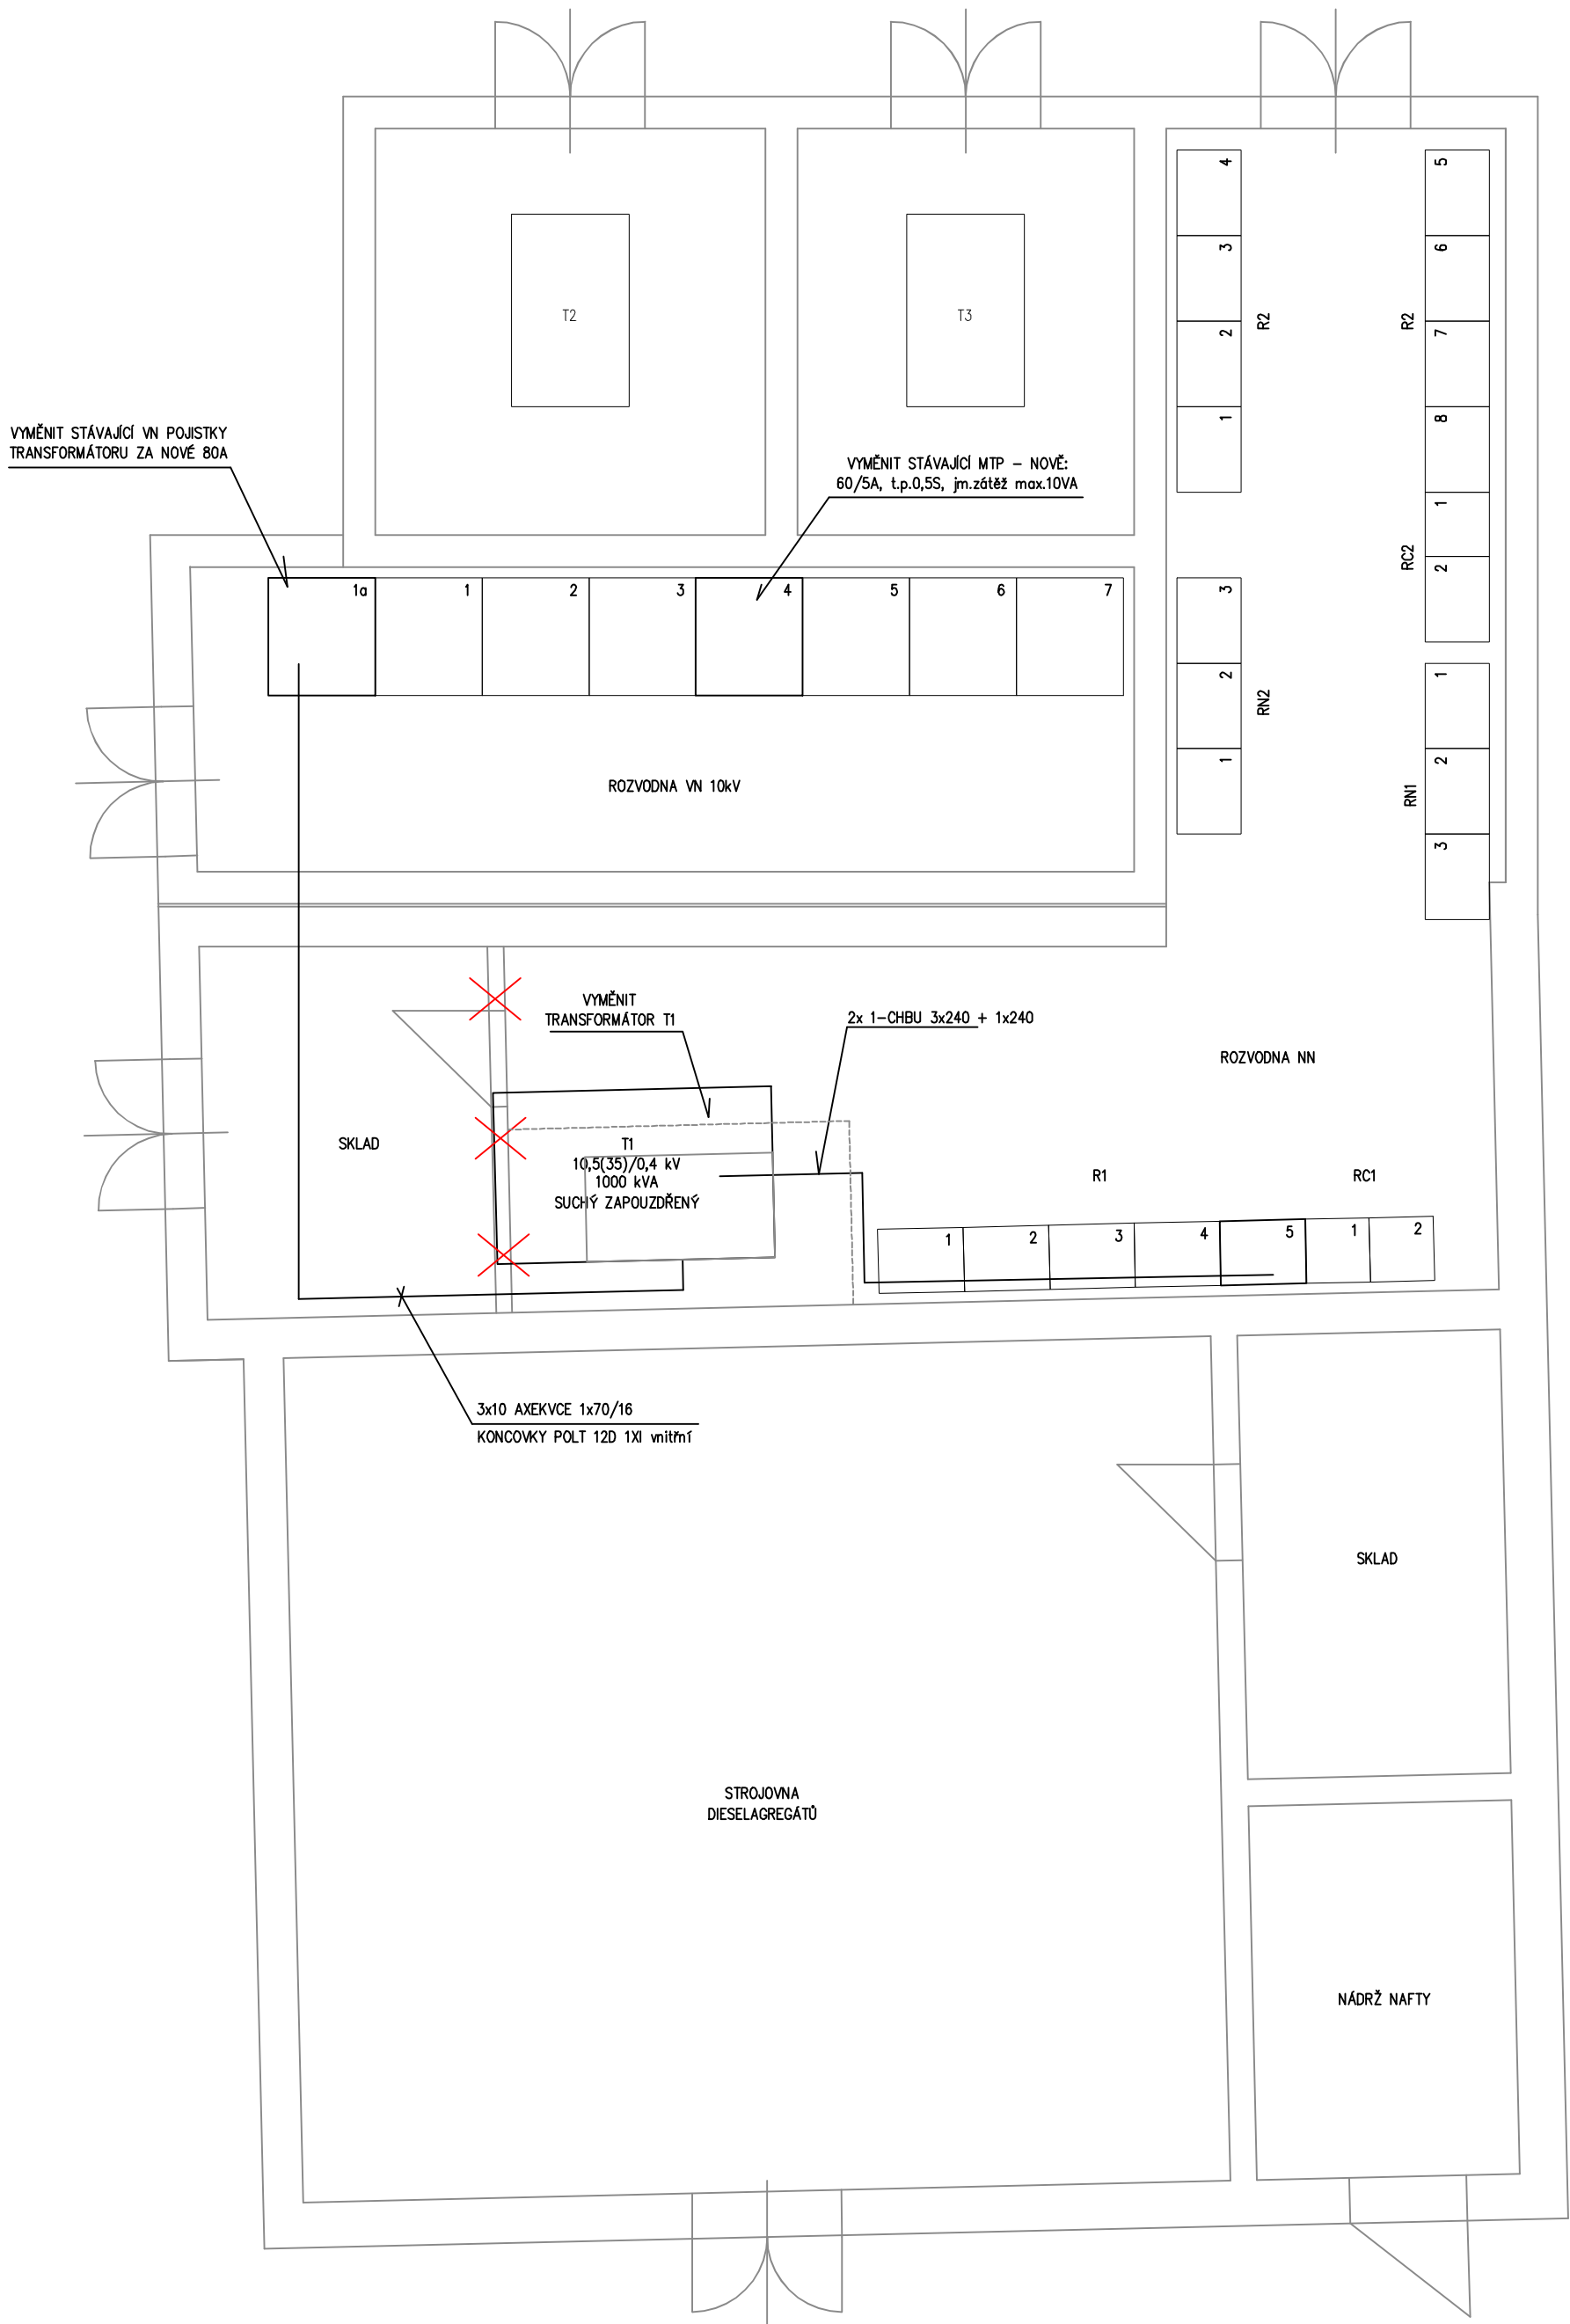 T2
T3
4
3
2
1
R2
R2
5
6
7
8
1
2
RC2
VYMĚNIT STÁVAJÍCÍ VN POJISTKY
TRANSFORMÁTORU ZA NOVÉ 80A
VYMĚNIT STÁVAJÍCÍ MTP – NOVĚ:
60/5A, t.p.0,5S, jm.zátěž max.10VA
1a
1
2
3
4
5
6
7
3
2
1
RN2
1
2
3
RN1
ROZVODNA VN 10kV
VYMĚNIT
TRANSFORMÁTOR T1
2x 1-CHBU 3x240 + 1x240
ROZVODNA NN
SKLAD
T1
10,5(35)/0,4 kV
1000 kVA
SUCHÝ ZAPOUZDŘENÝ
R1
RC1
1
2
3
4
5
1
2
3x10 AXEKVCE 1x70/16
KONCOVKY POLT 12D 1XI vnitřní
SKLAD
STROJOVNA
DIESELAGREGÁTŮ
NÁDRŽ NAFTY